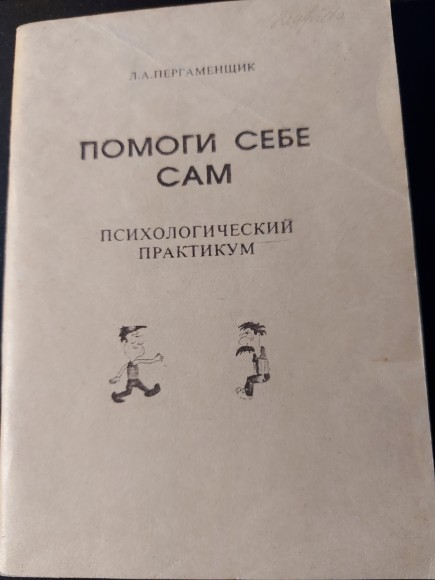 Л.А.ПЕРГАМЕНЩИК
ПОМОГИ СЕБЕ
САМ
ПСИХОЛОГИЧЕСКИЙ
ПРАКТИКУМ